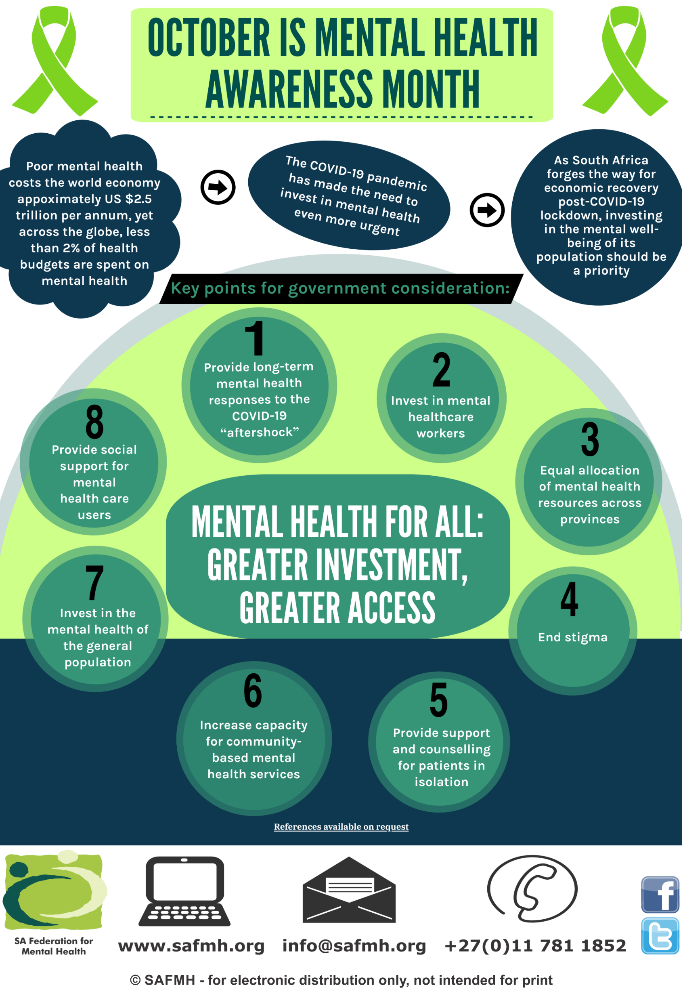 OCTOBER IS MENTAL HEALTH
AWARENESS MONTH
Poor mental health
costs the world economy
appoximately US $2.5
trillion per annum, yet
across the globe, less
than 2% of health
budgets are spent on
mental health
The COVID-19 pandemic
has made the need to
invest in mental health
even more urgent
As South Africa
forges the way for
economic recovery
post-COVID-19
lockdown, investing
in the mental well-
being of its
population should be
a priority
Key points for government consideration:
1
Provide long-term
mental health
responses to the
COVID-19
“aftershock”
2
Invest in mental
healthcare
workers
3
Equal allocation
of mental health
resources across
provinces
4
End stigma
5
Provide support
and counselling
for patients in
isolation
6
Increase capacity
for community-
based mental
health services
7
Invest in the
mental health of
the general
population
8
Provide social
support for
mental
health care
users
MENTAL HEALTH FOR ALL:
GREATER INVESTMENT,
GREATER ACCESS
References available on request
SA Federation for
Mental Health
www.safmh.org
info@safmh.org
+27(0)11 781 1852
© SAFMH - for electronic distribution only, not intended for print